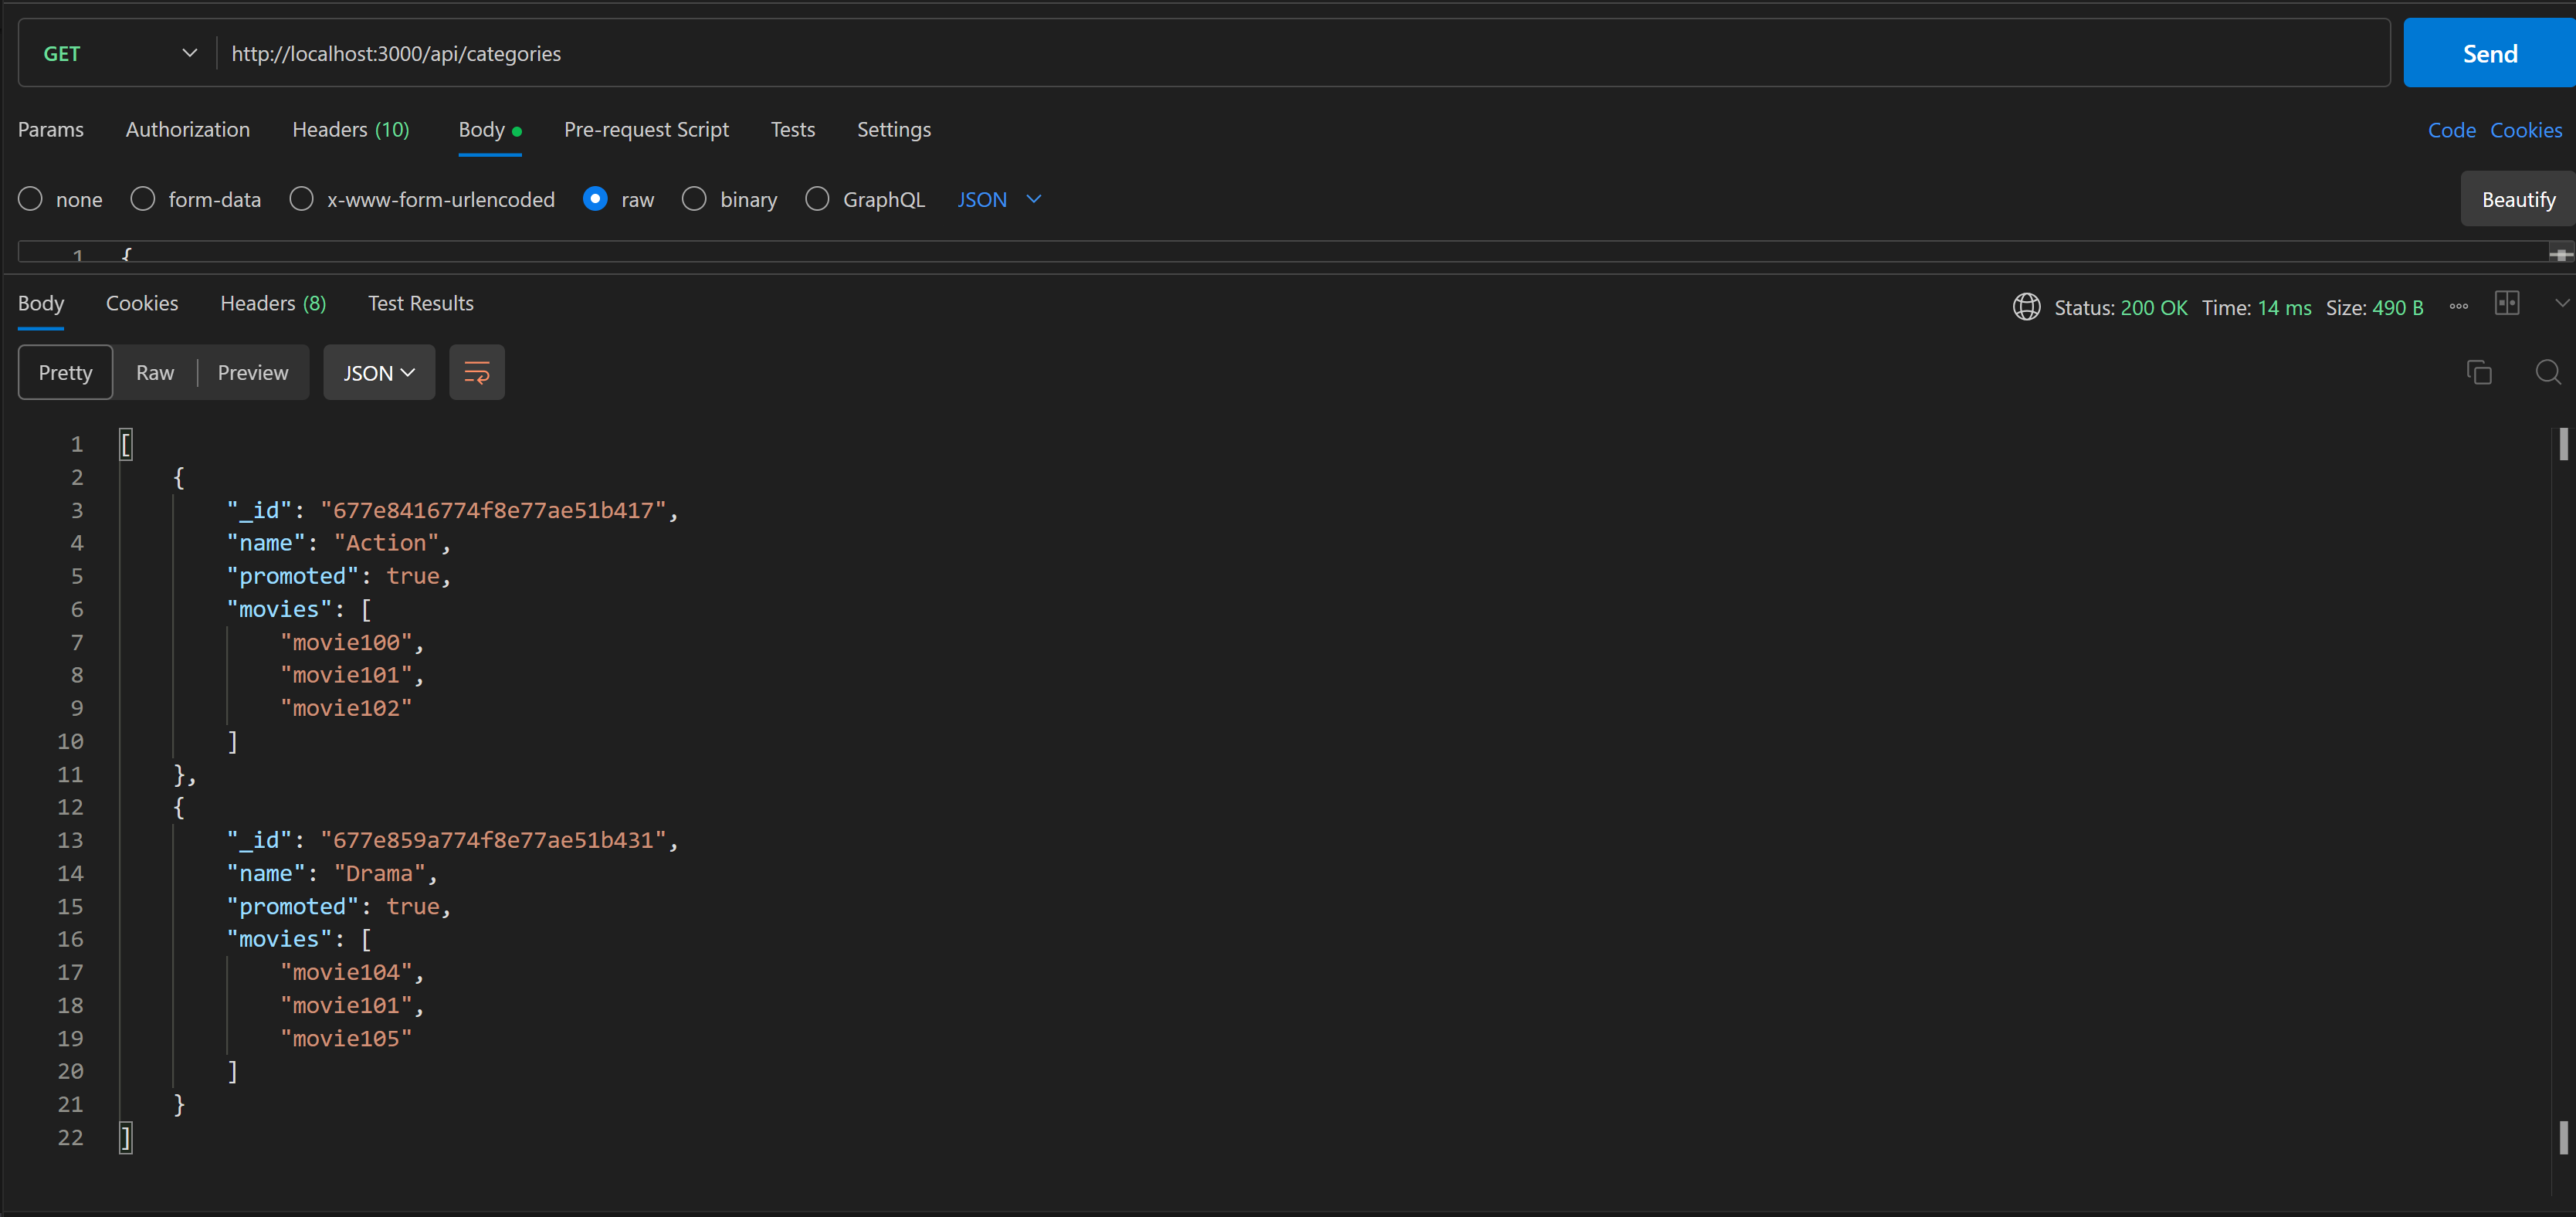 GET http://localhost:3000/api/categories Send
Params Authorization Headers (10) Body Pre-request Script Tests Settings Code Cookies
none form-data x-www-form-urlencoded raw binary GraphQL JSON Beautify
1 {
Body Cookies Headers (8) Test Results Status: 200 OK Time: 14 ms Size: 490 B
Pretty Raw Preview JSON
1 [
2 {
3 "_id": "677e8416774f8e77ae51b417",
4 "name": "Action",
5 "promoted": true,
6 "movies": [
7 "movie100",
8 "movie101",
9 "movie102"
10 ]
11 },
12 {
13 "_id": "677e859a774f8e77ae51b431",
14 "name": "Drama",
15 "promoted": true,
16 "movies": [
17 "movie104",
18 "movie101",
19 "movie105"
20 ]
21 }
22 ]